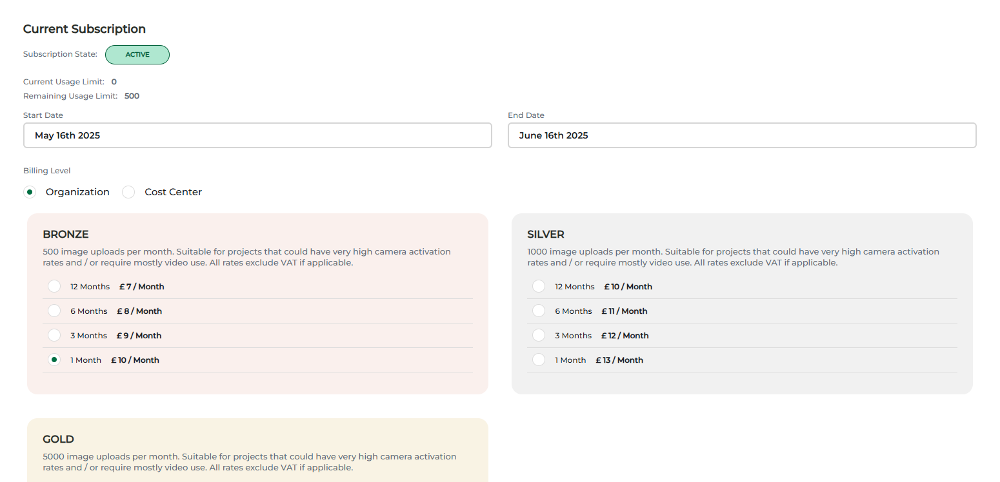 Current Subscription
Subscription State: ACTIVE
Current Usage Limit: 0
Remaining Usage Limit: 500
Start Date
May 16th 2025
End Date
June 16th 2025
Billing Level
Organization Cost Center
BRONZE
500 image uploads per month. Suitable for projects that could have very high camera activation
rates and / or require mostly video use. All rates exclude VAT if applicable.
12 Months £ 7 / Month
6 Months £ 8 / Month
3 Months £ 9 / Month
1 Month £ 10 / Month
SILVER
1000 image uploads per month. Suitable for projects that could have very high camera activation
rates and / or require mostly video use. All rates exclude VAT if applicable.
12 Months £ 10 / Month
6 Months £ 11 / Month
3 Months £ 12 / Month
1 Month £ 13 / Month
GOLD
5000 image uploads per month. Suitable for projects that could have very high camera activation
rates and / or require mostly video use. All rates exclude VAT if applicable.